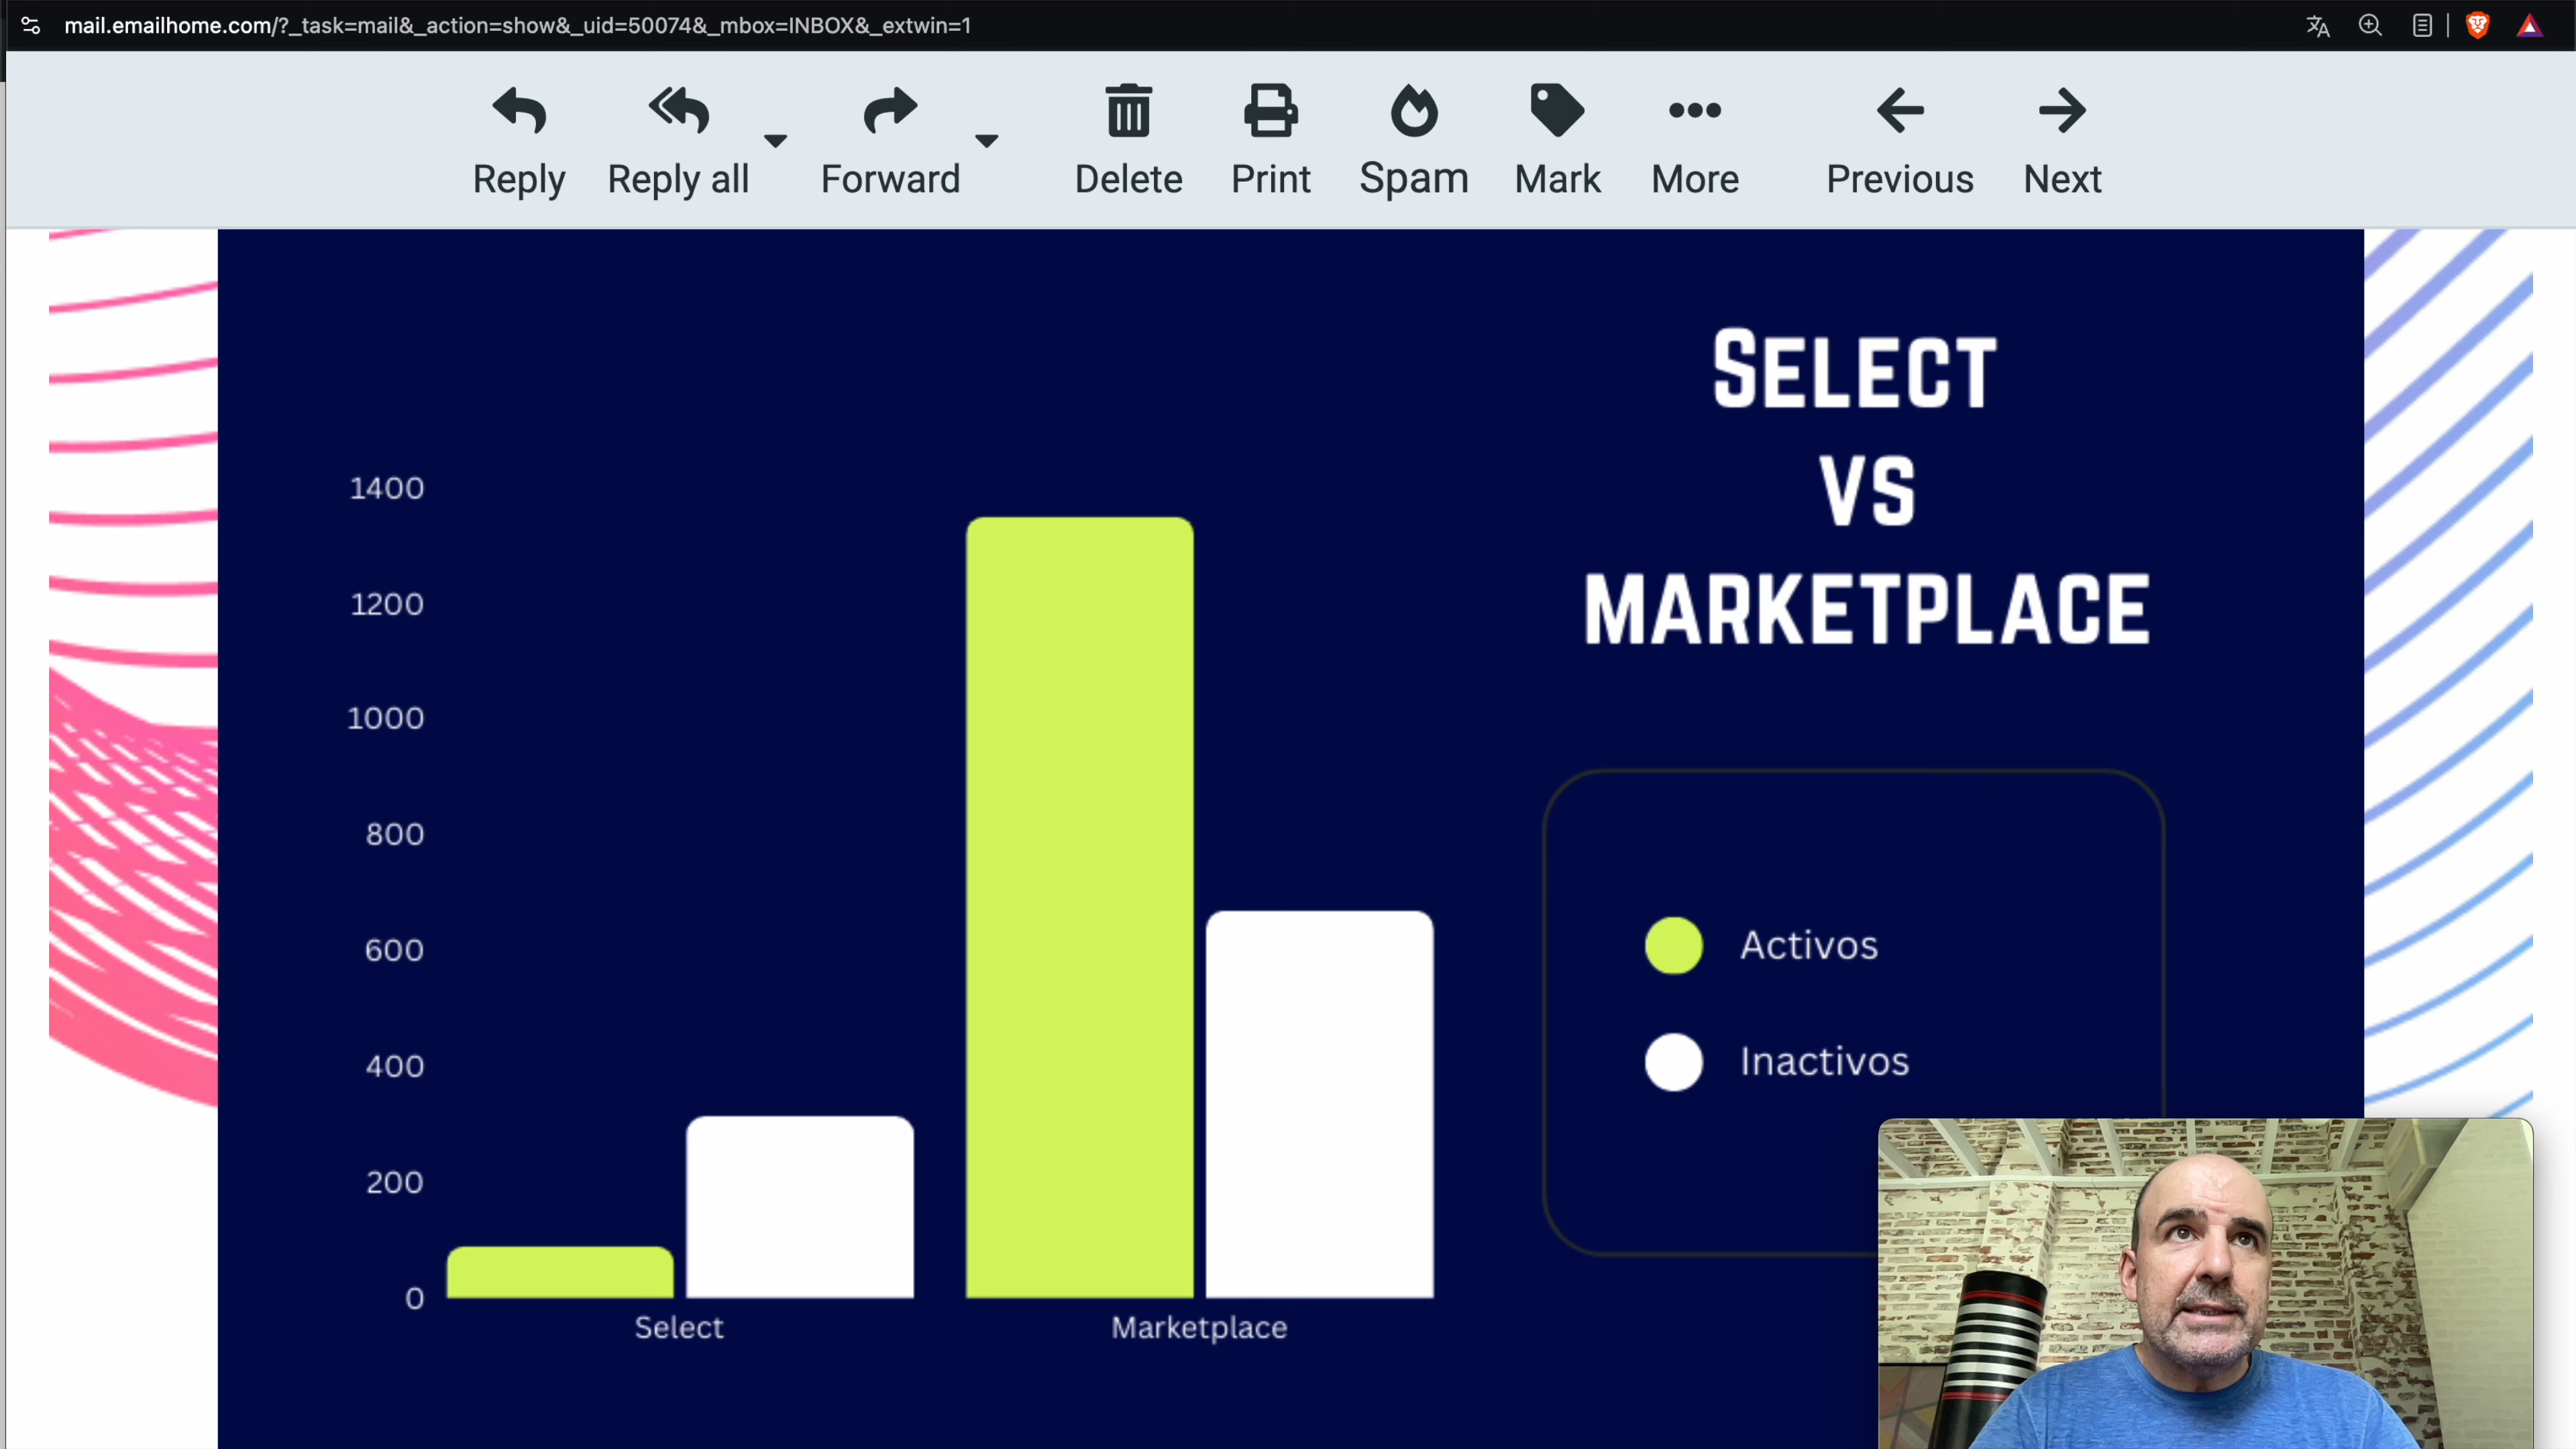 mail.emailhome.com/?_task=mail&_action=show&_uid=50074&_mbox=INBOX&_extwin=1
Reply
Reply all
Forward
Delete
Print
Spam
Mark
More
Previous
Next
SELECT
VS
MARKETPLACE
1400
1200
1000
800
600
400
200
0
Select
Marketplace
Activos
Inactivos